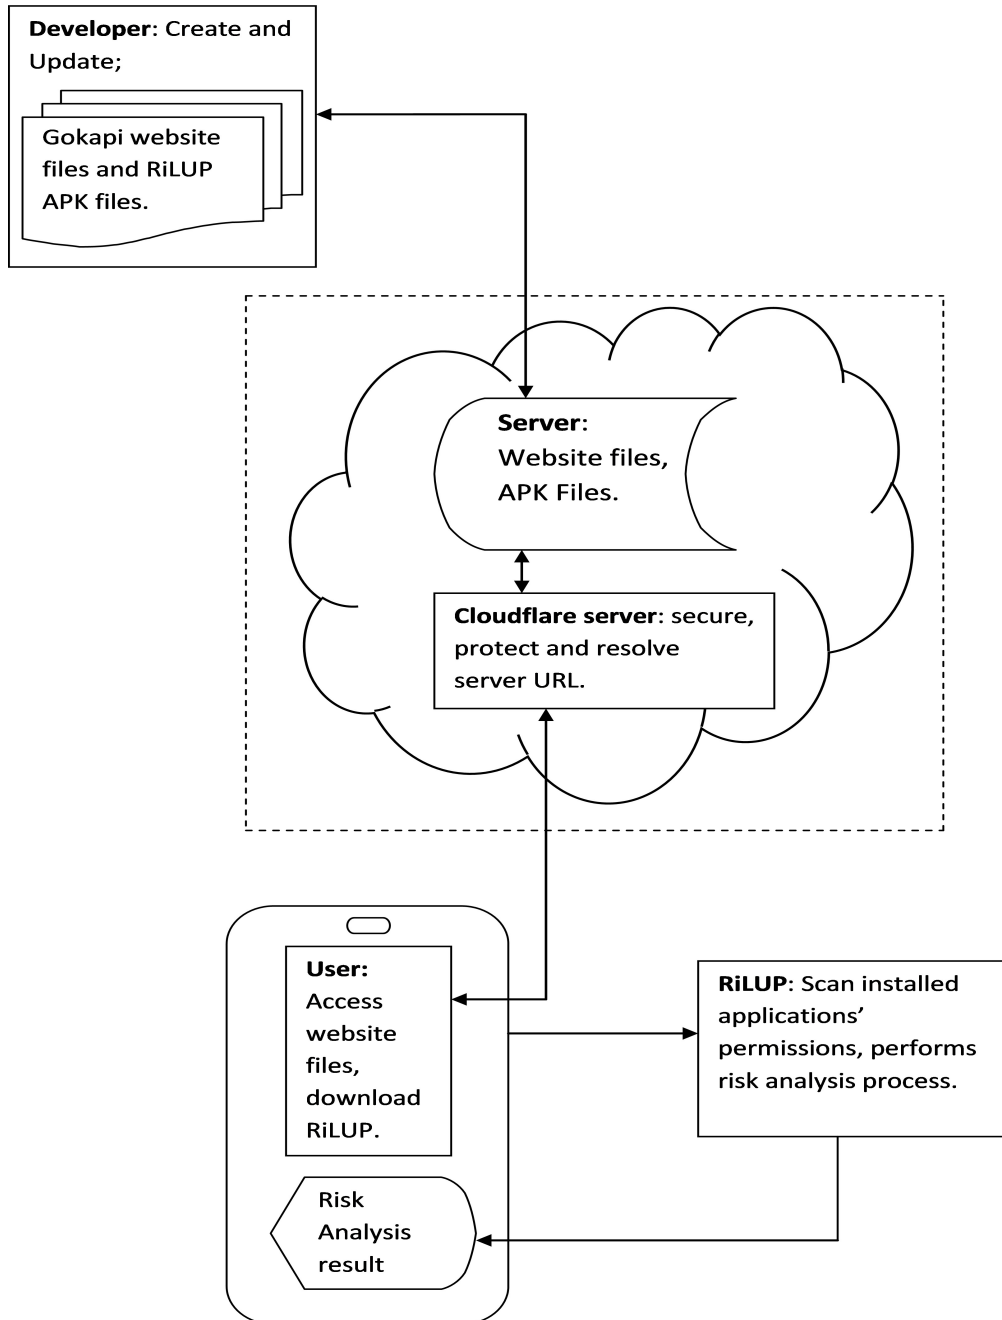 Developer: Create and
Update;
Gokapi website
files and RiLUP
APK files.
Server:
Website files,
APK Files.
Cloudflare server: secure,
protect and resolve
server URL.
User:
Access
website
files,
download
RiLUP.
RiLUP: Scan installed
applications’
permissions, performs
risk analysis process.
Risk
Analysis
result